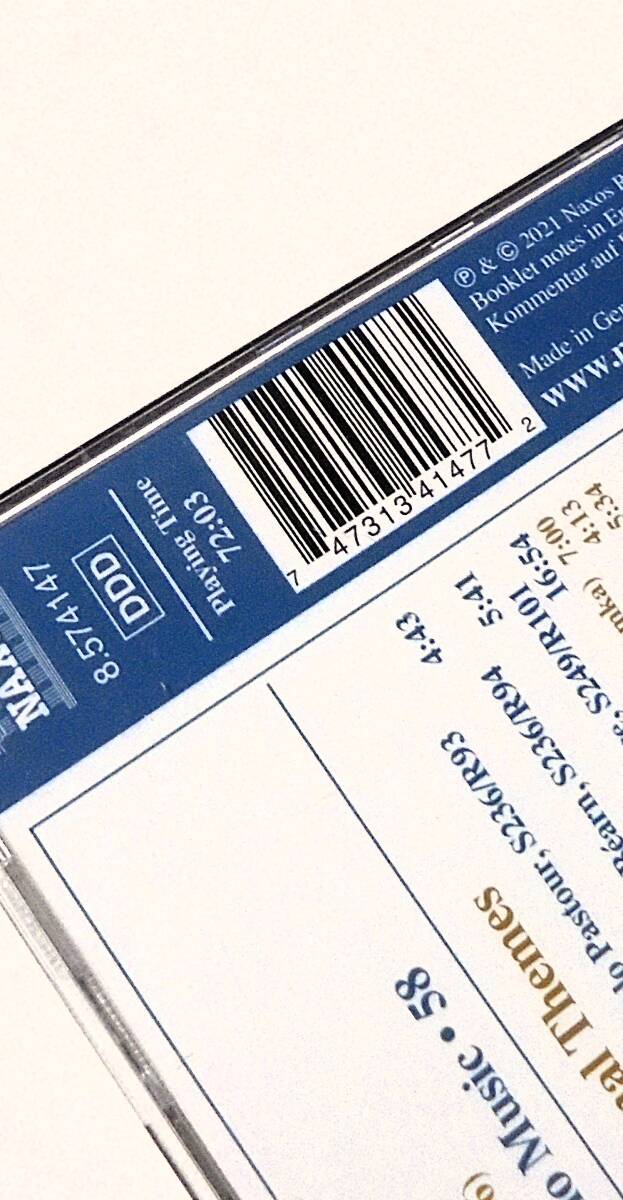 NAX
8.574147
DDD
Playing Time
72:03
7 47313 41477 2
℗ & © 2021 Naxos
Booklet notes in
Kommentar auf
Made in
www.
Music • 58
Themes
Pastour, S236/R93 4:43
Béarn, S236/R94 5:41
S249/R101 16:54
7:00
4:13
5:34